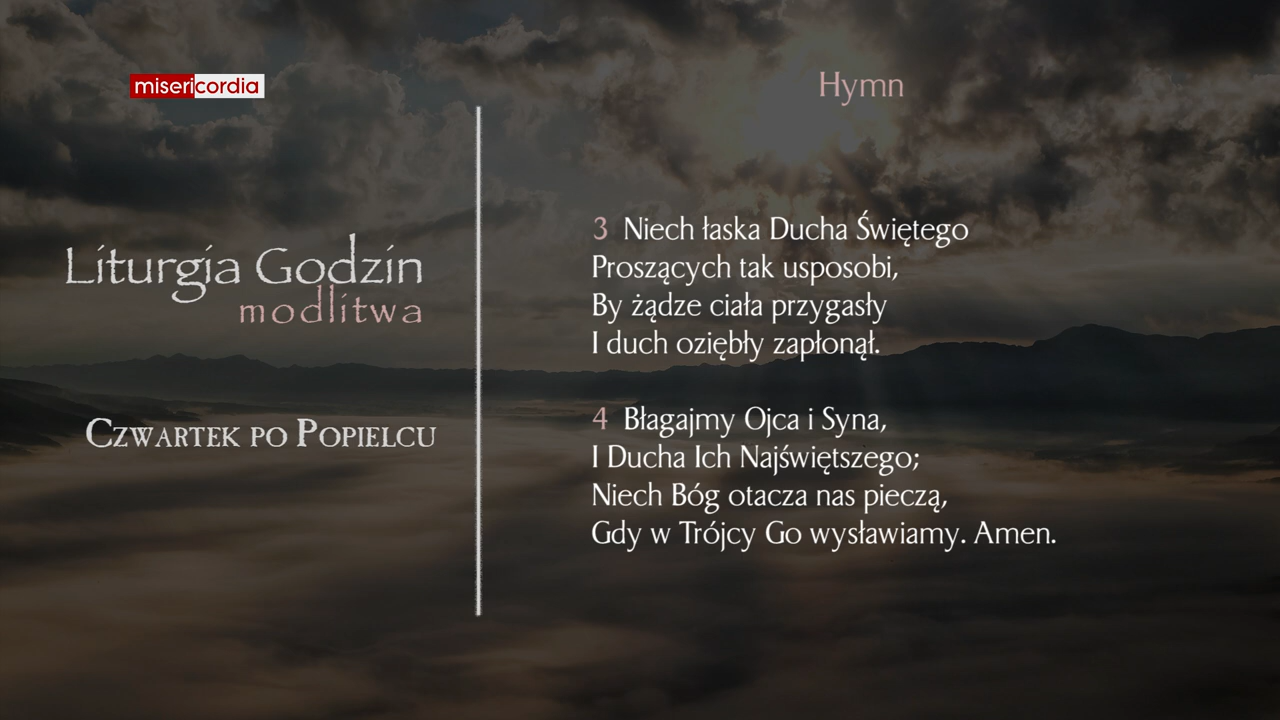 misericordia
Liturgia Godzin
modlitwa
Czwartek po Popielcu
Hymn
3 Niech łaska Ducha Świętego
Proszących tak usposobi,
By żądze ciała przygasły
I duch oziębły zapłonął.
4 Błagajmy Ojca i Syna,
I Ducha Ich Najświętszego;
Niech Bóg otacza nas pieczą,
Gdy w Trójcy Go wysławiamy. Amen.